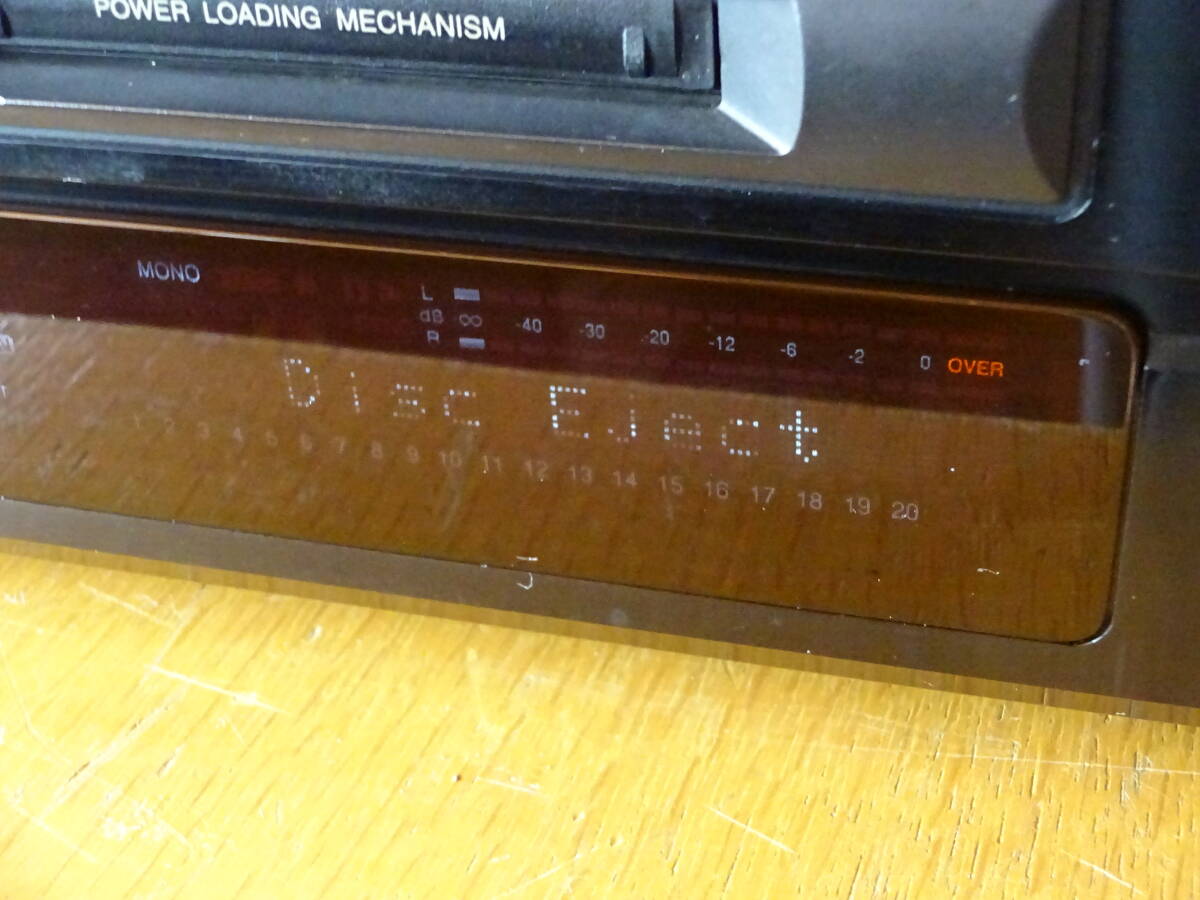 POWER LOADING MECHANISM
MONO
L
dB ∞ -40 -30 -20 -12 -6 -2 0 OVER
R
Disc Eject
1 2 3 4 5 6 7 8 9 10 11 12 13 14 15 16 17 18 19 20